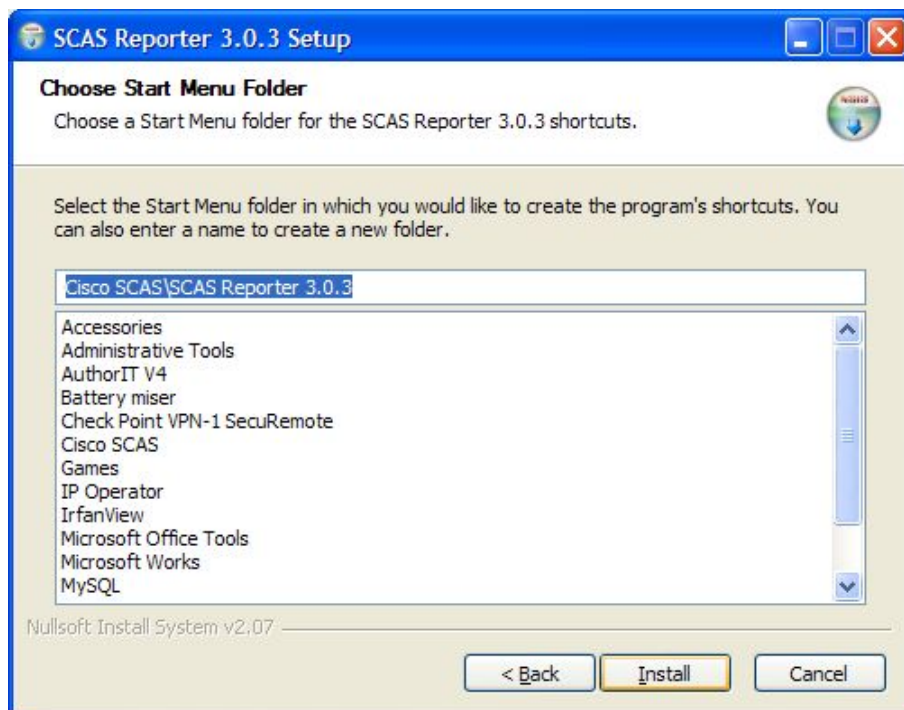 SCAS Reporter 3.0.3 Setup
Choose Start Menu Folder
Choose a Start Menu folder for the SCAS Reporter 3.0.3 shortcuts.
Select the Start Menu folder in which you would like to create the program's shortcuts. You
can also enter a name to create a new folder.
Cisco SCAS\SCAS Reporter 3.0.3
Accessories
Administrative Tools
AuthorIT V4
Battery miser
Check Point VPN-1 SecuRemote
Cisco SCAS
Games
IP Operator
IrfanView
Microsoft Office Tools
Microsoft Works
MySQL
Nullsoft Install System v2.07
< Back
Install
Cancel